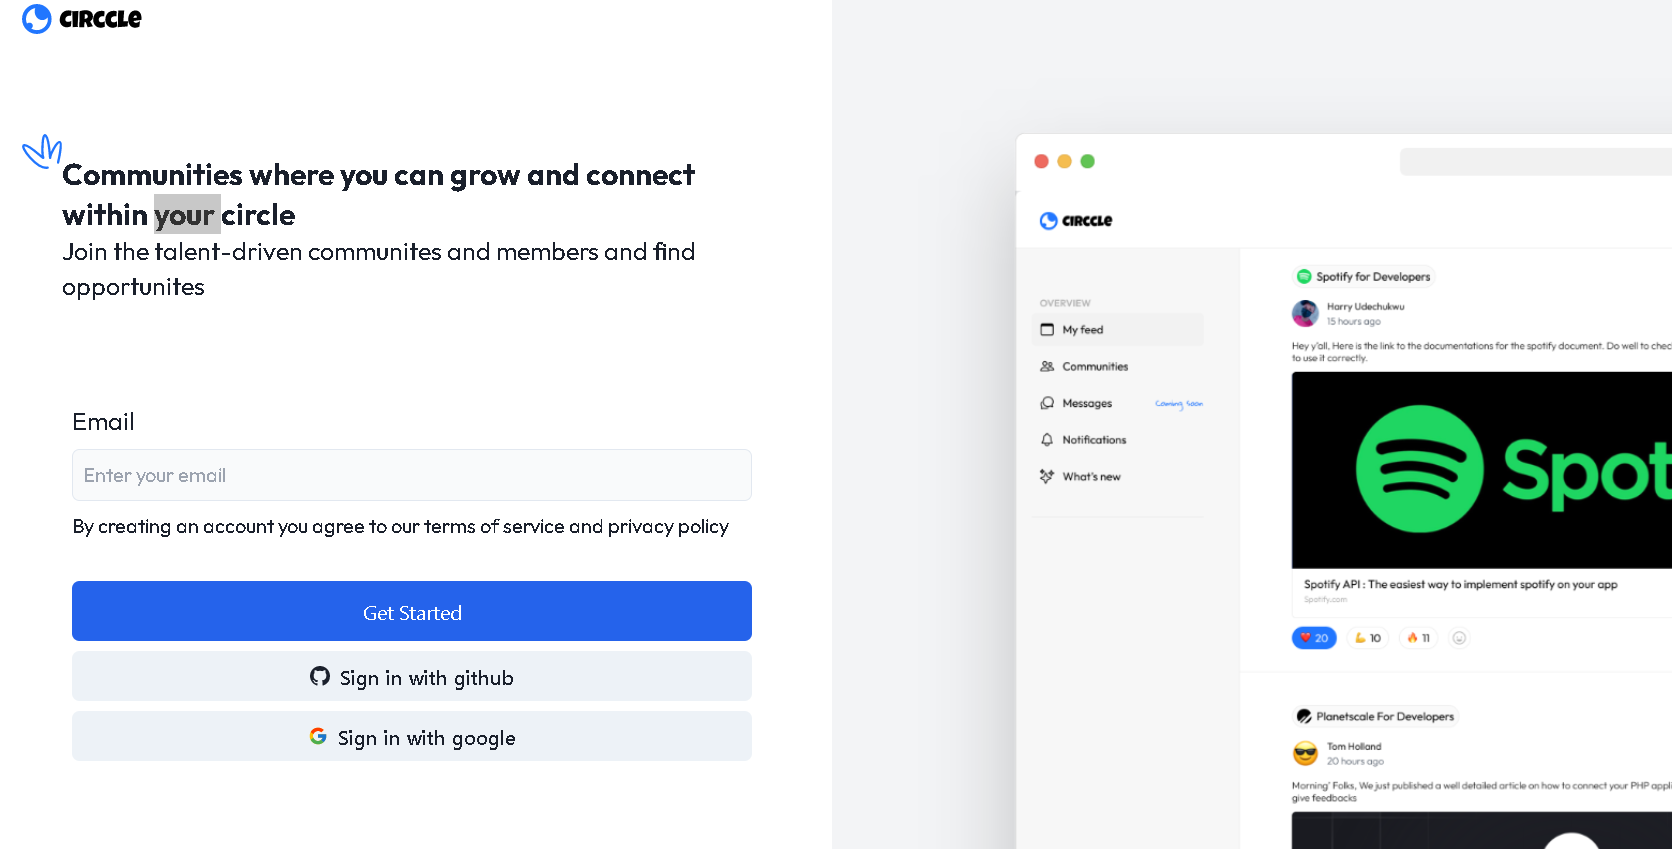 CIRCCLE
Communities where you can grow and connect
within your circle
Join the talent-driven communites and members and find
opportunites
Email
Enter your email
By creating an account you agree to our terms of service and privacy policy
Get Started
Sign in with github
Sign in with google
CIRCCLE
OVERVIEW
My feed
Communities
Messages
Coming Soon
Notifications
What's new
Spotify for Developers
Harry Udechukwu
15 hours ago
Hey y'all, Here is the link to the documentations for the spotify document. Do well to chec
to use it correctly.
Spot
Spotify API : The easiest way to implement spotify on your app
Spotify.com
20
10
11
Planetscale For Developers
Tom Holland
20 hours ago
Morning' Folks, We just published a well detailed article on how to connect your PHP appli
give feedbacks